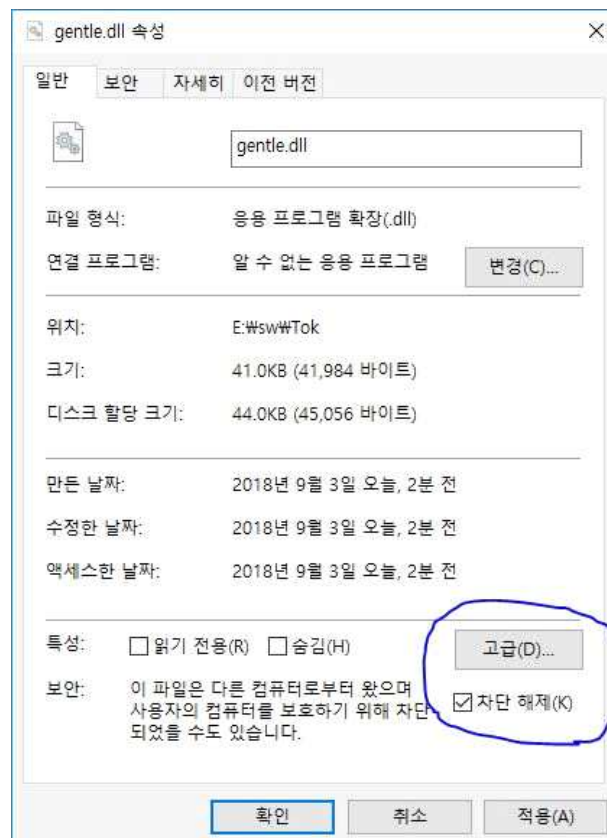 gentle.dll 속성
일반 보안 자세히 이전 버전
gentle.dll
파일 형식: 응용 프로그램 확장(.dll)
연결 프로그램: 알 수 없는 응용 프로그램 변경(C)...
위치: E:₩sw₩Tok
크기: 41.0KB (41,984 바이트)
디스크 할당 크기: 44.0KB (45,056 바이트)
만든 날짜: 2018년 9월 3일 오늘, 2분 전
수정한 날짜: 2018년 9월 3일 오늘, 2분 전
액세스한 날짜: 2018년 9월 3일 오늘, 2분 전
특성: 읽기 전용(R) 숨김(H) 고급(D)...
보안: 이 파일은 다른 컴퓨터로부터 왔으며
사용자의 컴퓨터를 보호하기 위해 차단 차단 해제(K)
되었을 수도 있습니다.
확인 취소 적용(A)